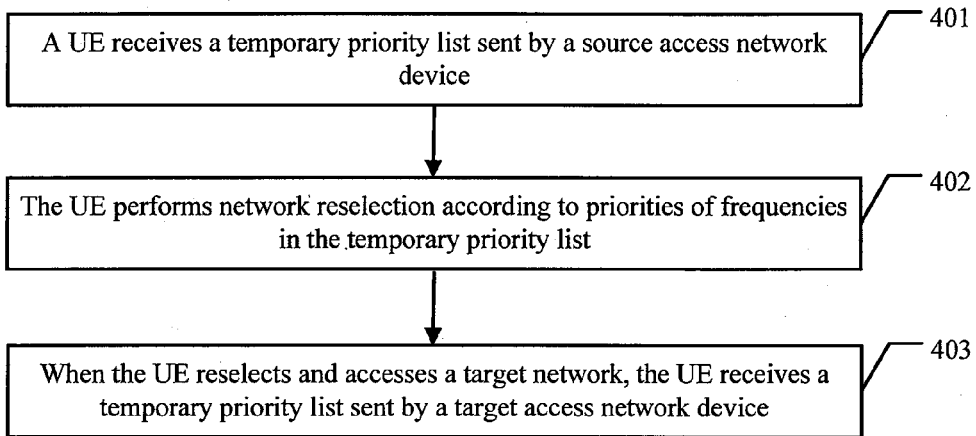 401
A UE receives a temporary priority list sent by a source access network
device
402
The UE performs network reselection according to priorities of frequencies
in the temporary priority list
403
When the UE reselects and accesses a target network, the UE receives a
temporary priority list sent by a target access network device